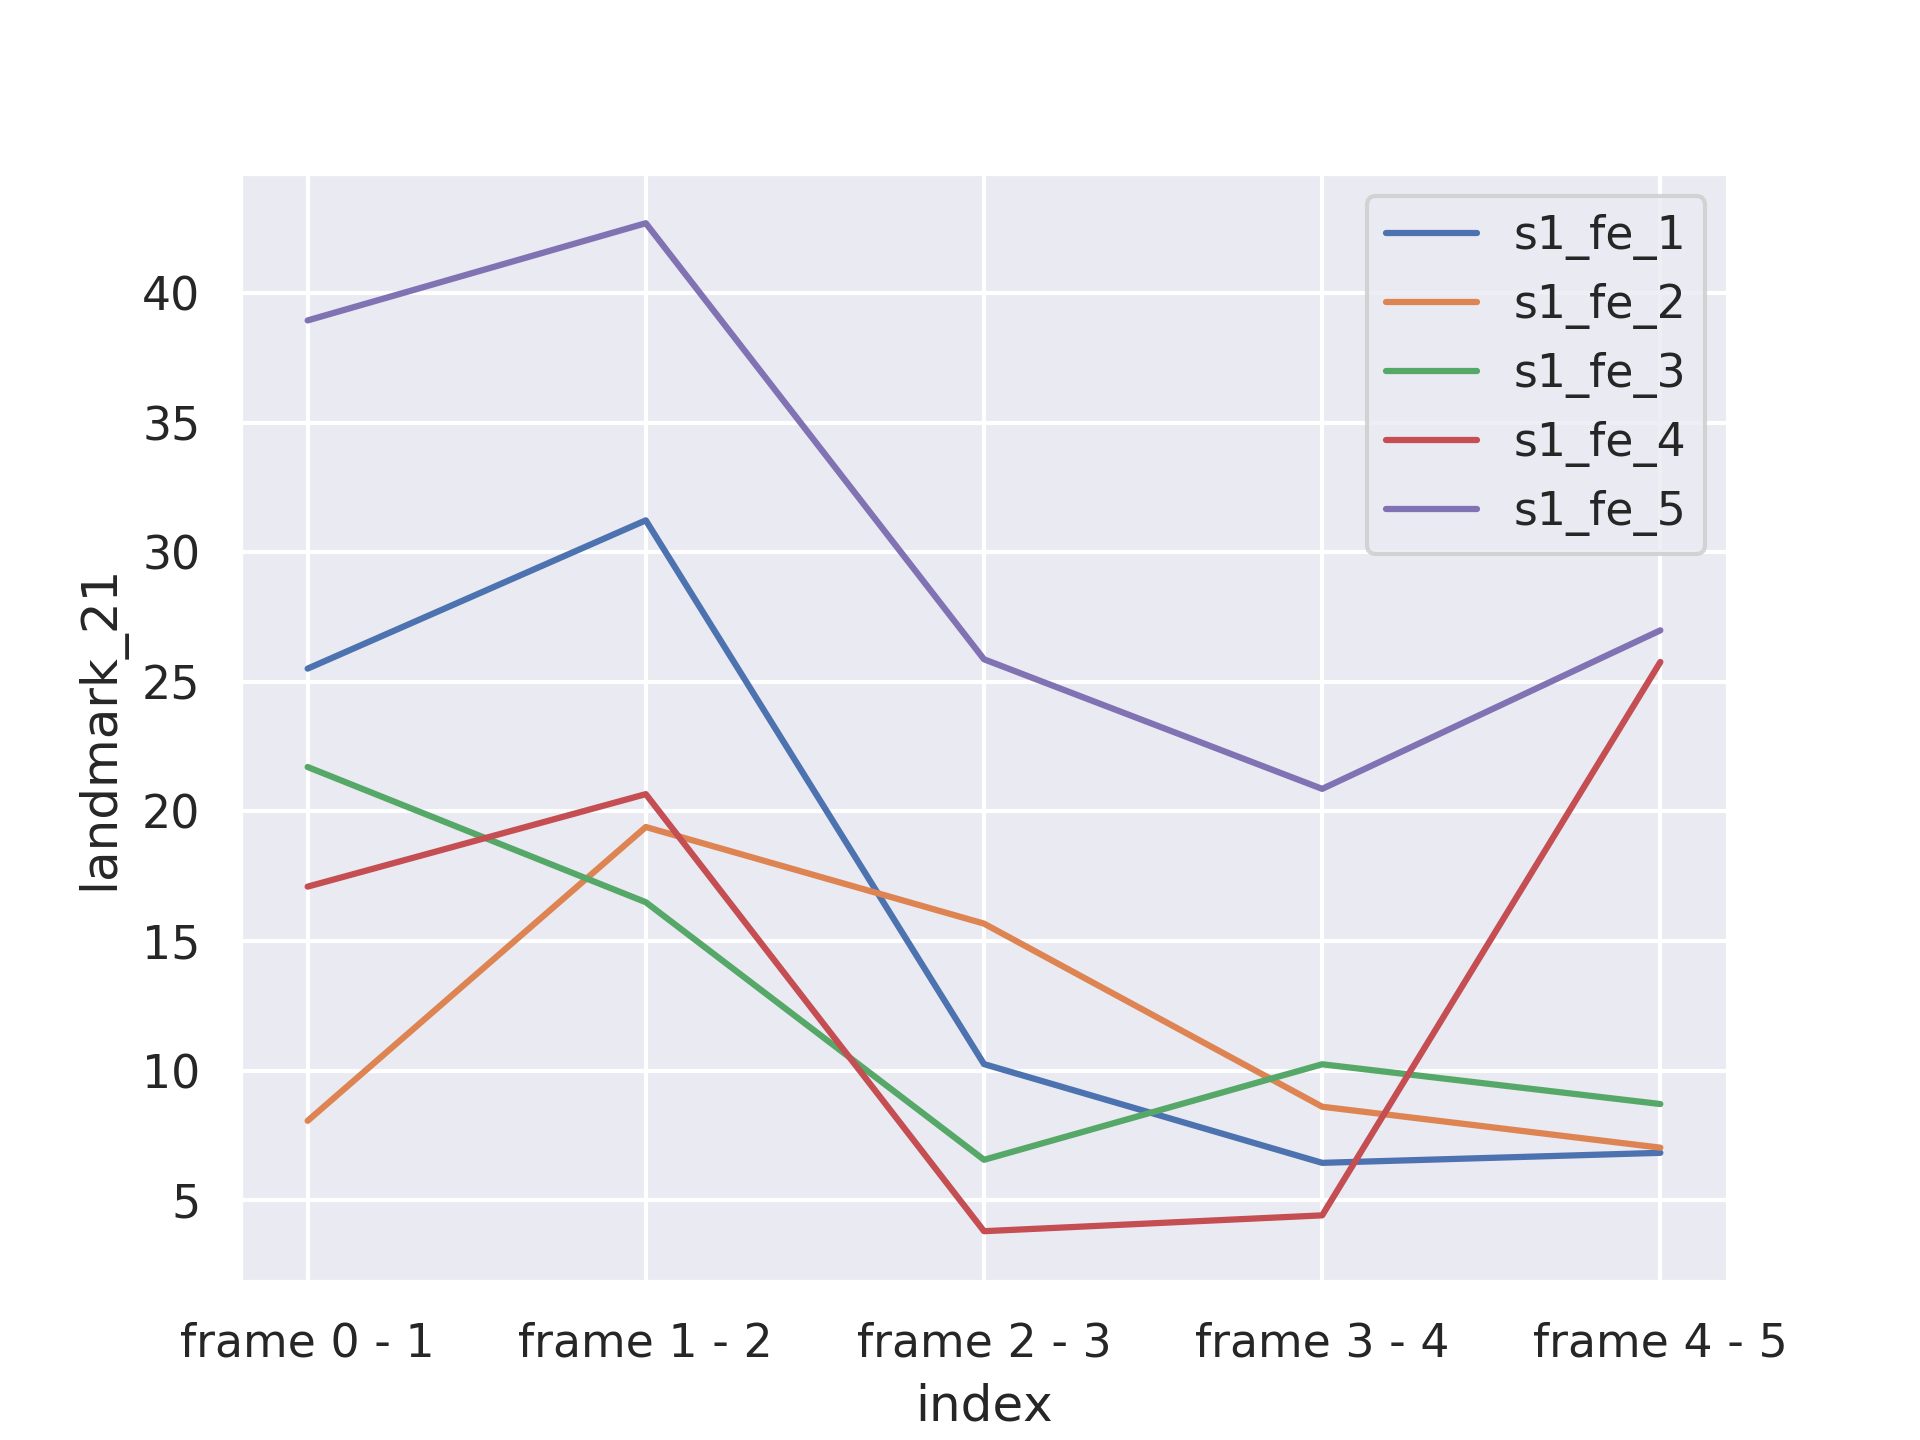 s1_fe_1
s1_fe_2
s1_fe_3
s1_fe_4
s1_fe_5
landmark_21
40
35
30
25
20
15
10
5
frame 0 - 1 frame 1 - 2 frame 2 - 3 frame 3 - 4 frame 4 - 5
index